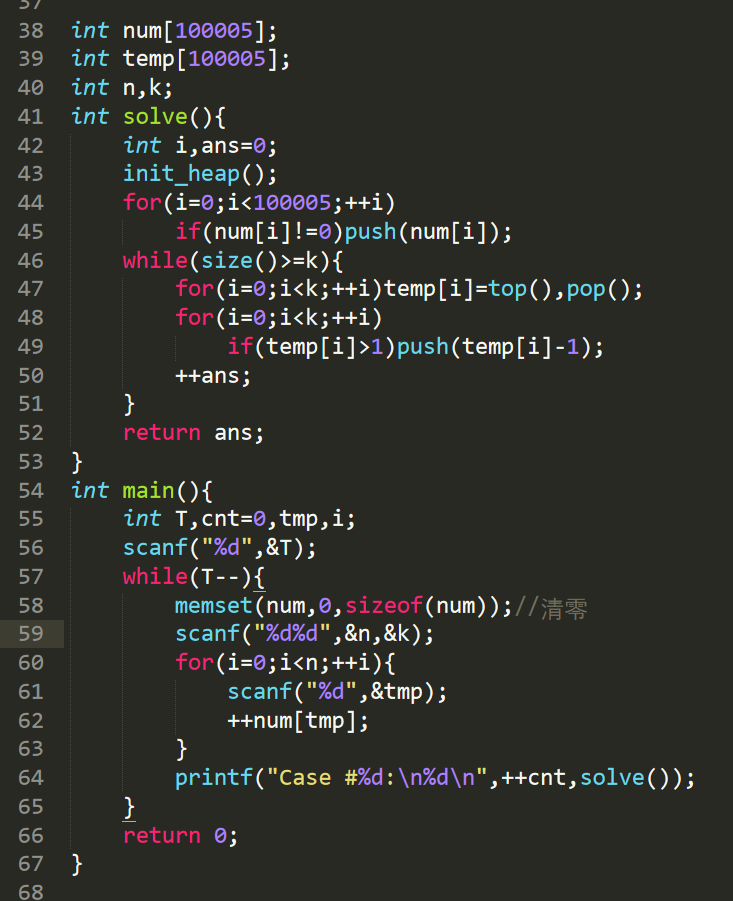 37
38 int num[100005];
39 int temp[100005];
40 int n,k;
41 int solve(){
42 int i,ans=0;
43 init_heap();
44 for(i=0;i<100005;++i)
45 if(num[i]!=0)push(num[i]);
46 while(size()>=k){
47 for(i=0;i<k;++i)temp[i]=top(),pop();
48 for(i=0;i<k;++i)
49 if(temp[i]>1)push(temp[i]-1);
50 ++ans;
51 }
52 return ans;
53 }
54 int main(){
55 int T,cnt=0,tmp,i;
56 scanf("%d",&T);
57 while(T--){
58 memset(num,0,sizeof(num));//清零
59 scanf("%d%d",&n,&k);
60 for(i=0;i<n;++i){
61 scanf("%d",&tmp);
62 ++num[tmp];
63 }
64 printf("Case #%d:\n%d\n",++cnt,solve());
65 }
66 return 0;
67 }
68